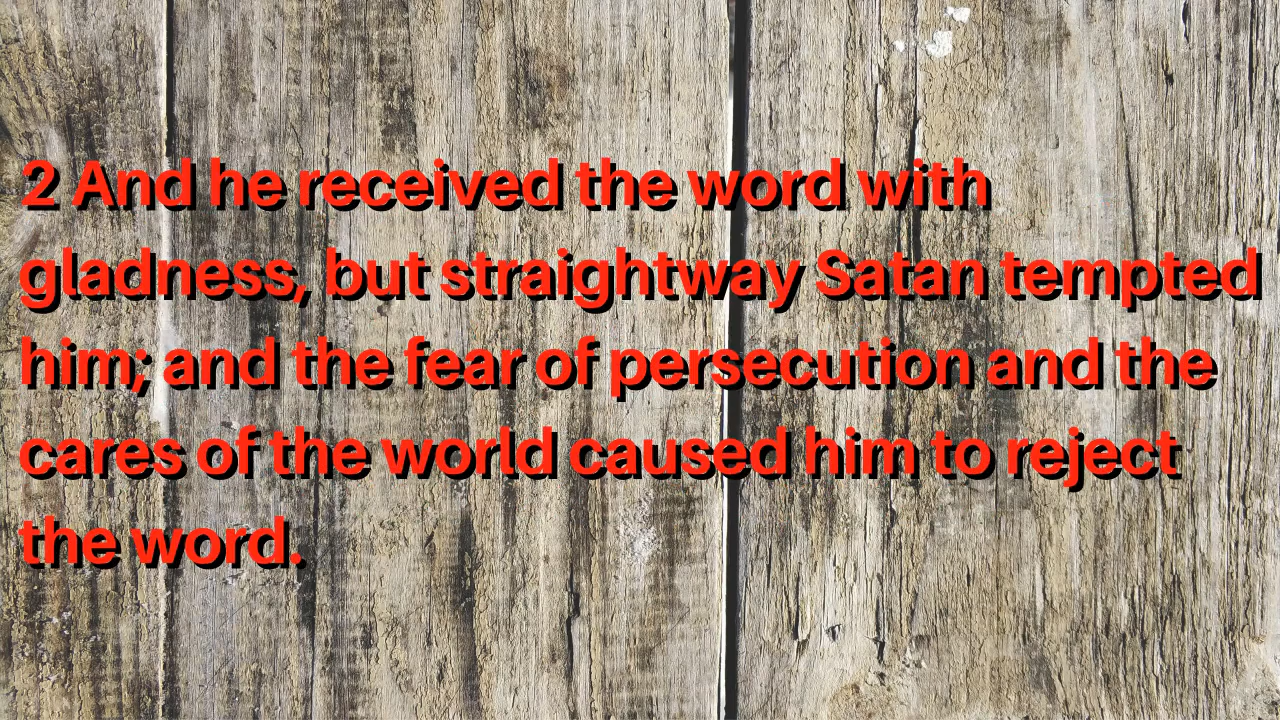 2 And he received the word with
gladness, but straightway Satan tempted
him; and the fear of persecution and the
cares of the world caused him to reject
the word.